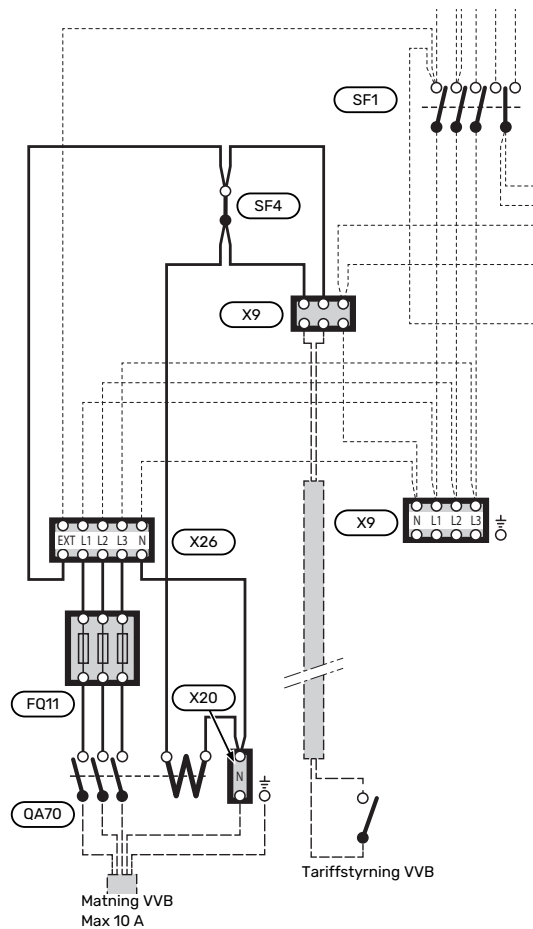 SF1
SF4
X9
N L1 L2 L3
X9
EXT L1 L2 L3 N
X26
FQ11
X20
N
QA70
Tariffstyrning VVB
Matning VVB
Max 10 A